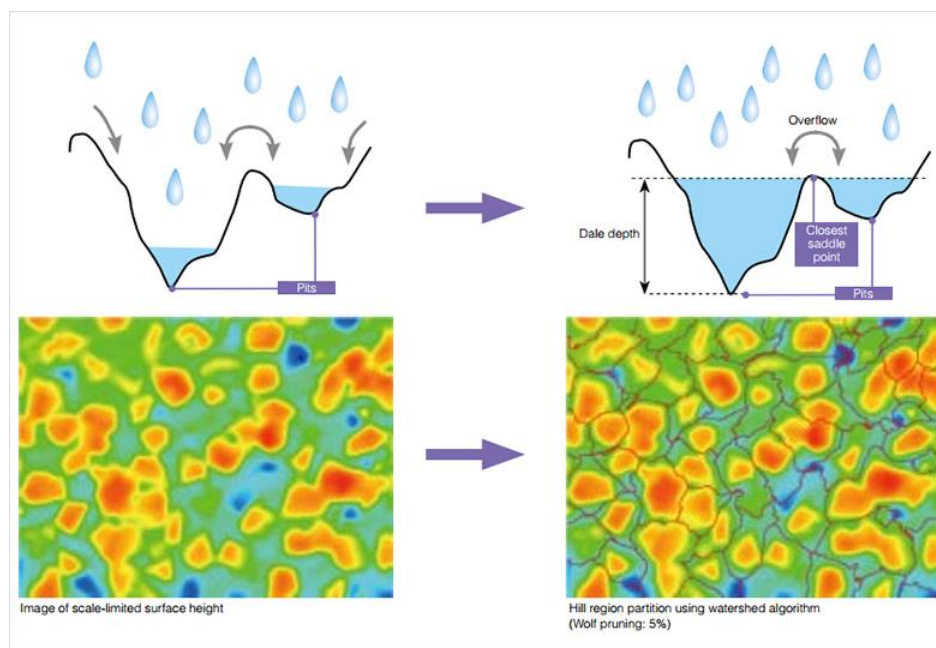 Overflow
Dale depth
Closest
saddle
point
Pits
Pits
Image of scale-limited surface height
Hill region partition using watershed algorithm
(Wolf pruning: 5%)